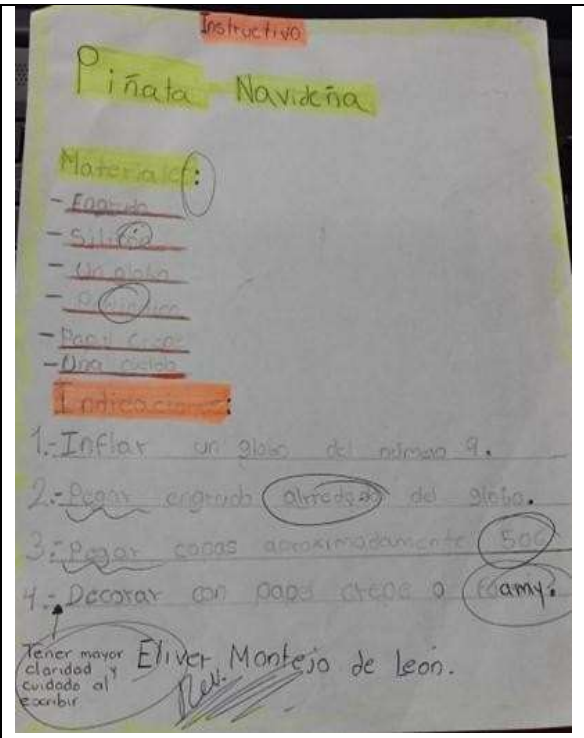 Instructivo
Piñata Navideña
Materiales:
- Engrudo
- Silicón
- Un globo
- Periódico
- Papel Crepe
- Una cuerda
Indicaciones:
1.- Inflar un globo del número 9.
2.- Pegar engrudo alrededor del globo.
3.- Pegar capas aproximadamente
4.- Decorar con papel crepe o foamy.
Tener mayor
claridad y
cuidado al
escribir
Eliver Montejo de León.
Rev.